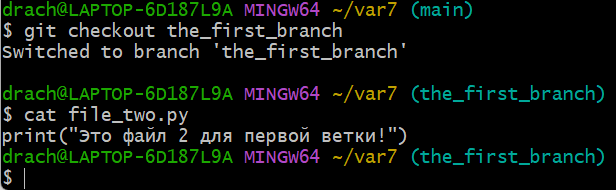 drach@LAPTOP-6D187L9A MINGW64 ~/var7 (main)
$ git checkout the_first_branch
Switched to branch 'the_first_branch'
drach@LAPTOP-6D187L9A MINGW64 ~/var7 (the_first_branch)
$ cat file_two.py
print("Это файл 2 для первой ветки!")
drach@LAPTOP-6D187L9A MINGW64 ~/var7 (the_first_branch)
$